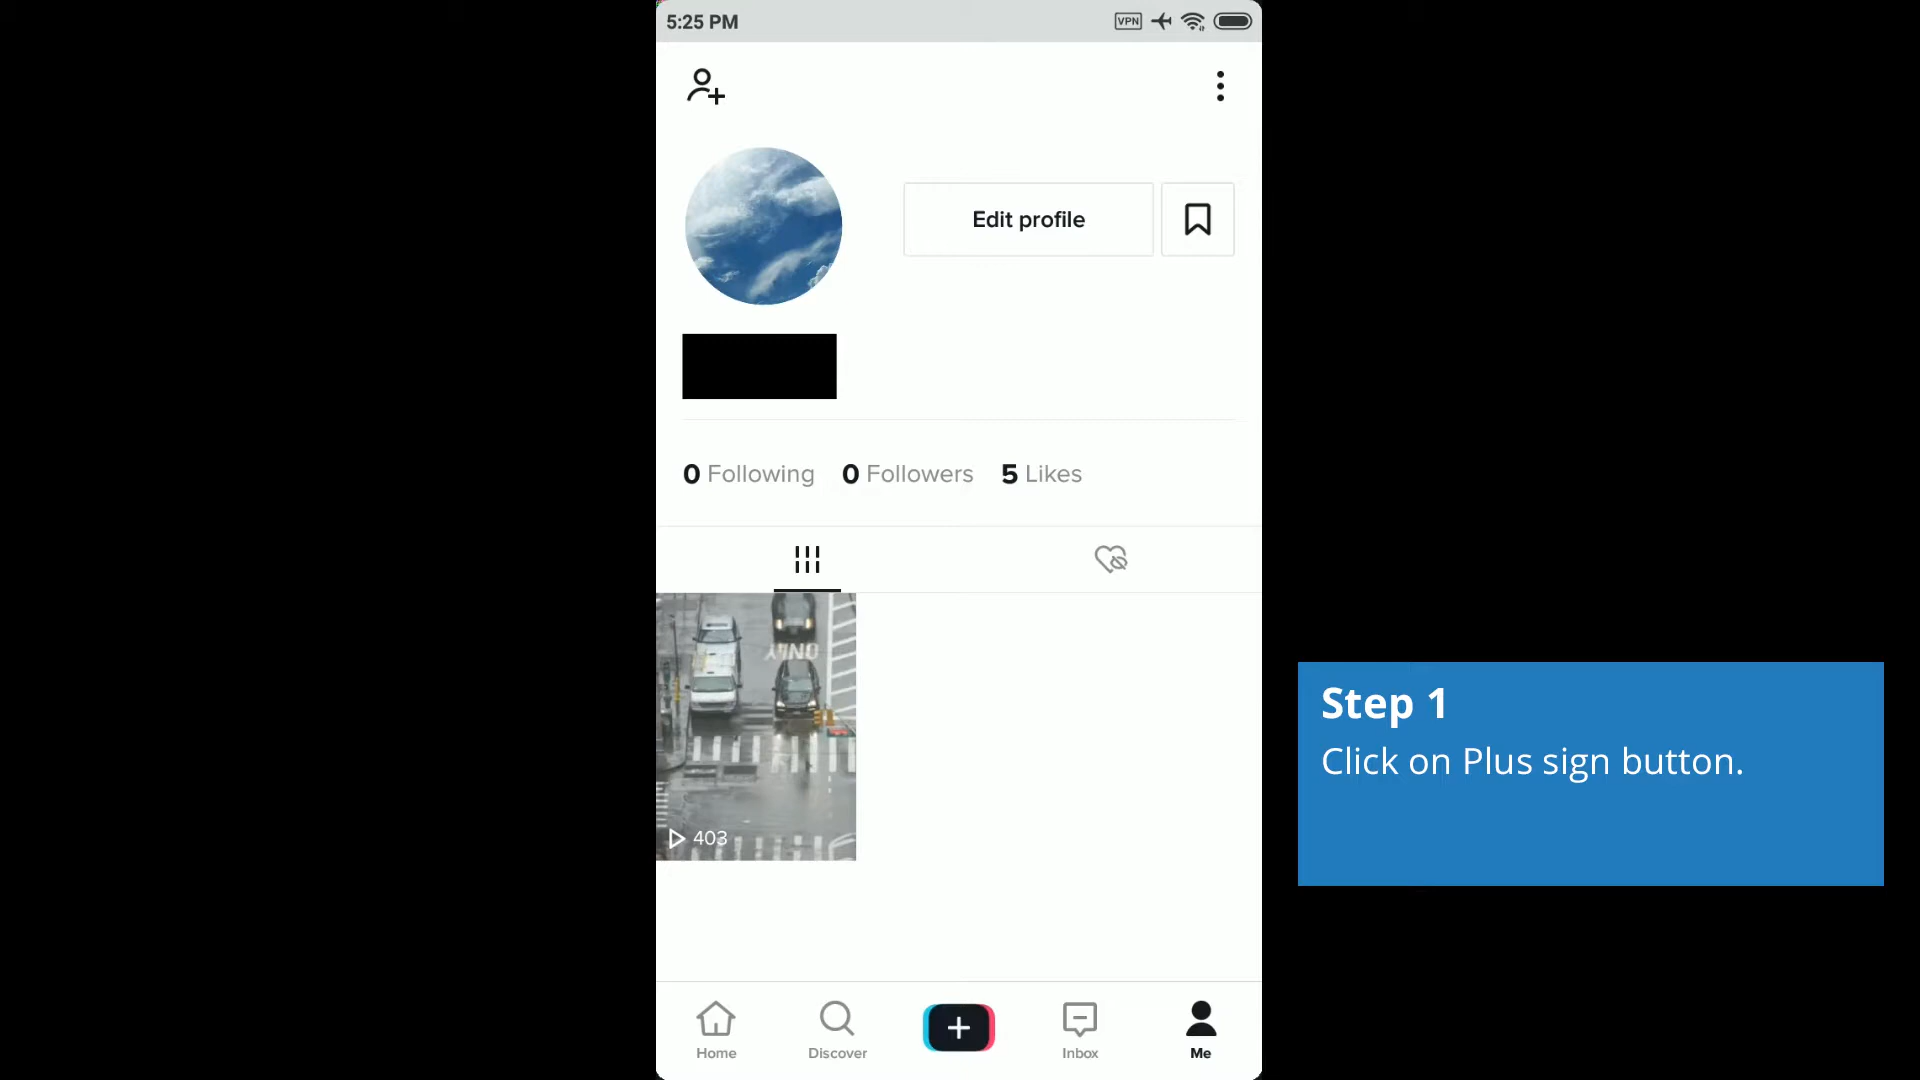 5:25 PM
VPN
Edit profile
0 Following 0 Followers 5 Likes
ONLY
403
Step 1
Click on Plus sign button.
Home Discover Inbox Me